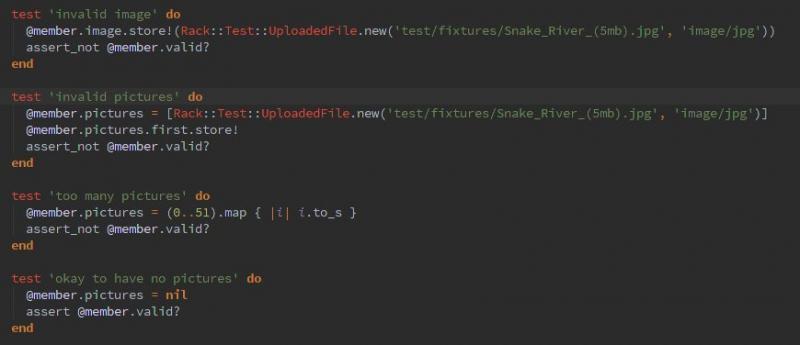 test 'invalid image' do
  @member.image.store!(Rack::Test::UploadedFile.new('test/fixtures/Snake_River_(5mb).jpg', 'image/jpg'))
  assert_not @member.valid?
end
test 'invalid pictures' do
  @member.pictures = [Rack::Test::UploadedFile.new('test/fixtures/Snake_River_(5mb).jpg', 'image/jpg')]
  @member.pictures.first.store!
  assert_not @member.valid?
end
test 'too many pictures' do
  @member.pictures = (0..51).map { |i| i.to_s }
  assert_not @member.valid?
end
test 'okay to have no pictures' do
  @member.pictures = nil
  assert @member.valid?
end